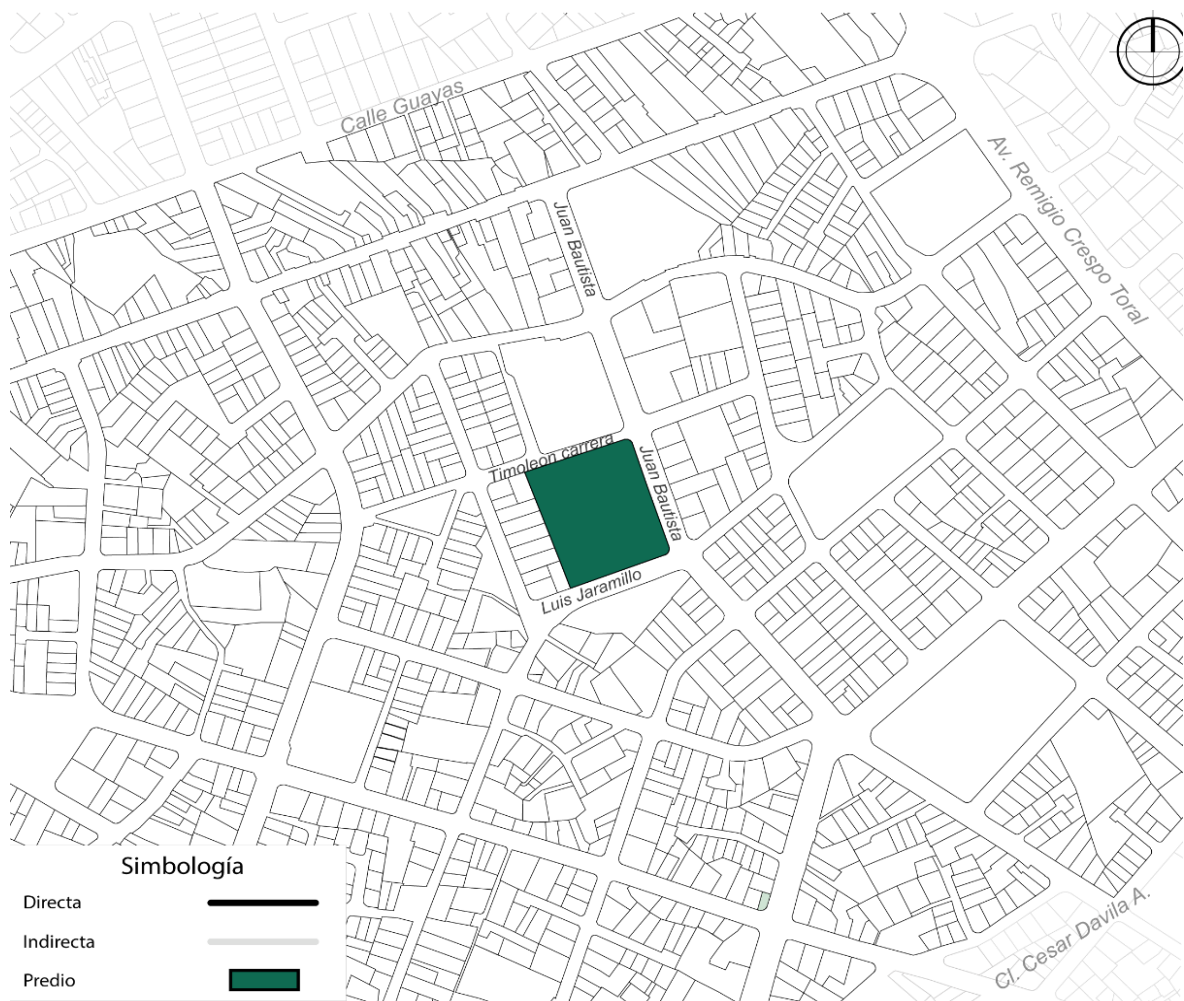 Calle Guayas
Av. Remigio Crespo Toral
Juan Bautista
Timoleon carrera
Juan Bautista
Luis Jaramillo
Simbología
Directa
Indirecta
Predio
Cl. Cesar Davila A.